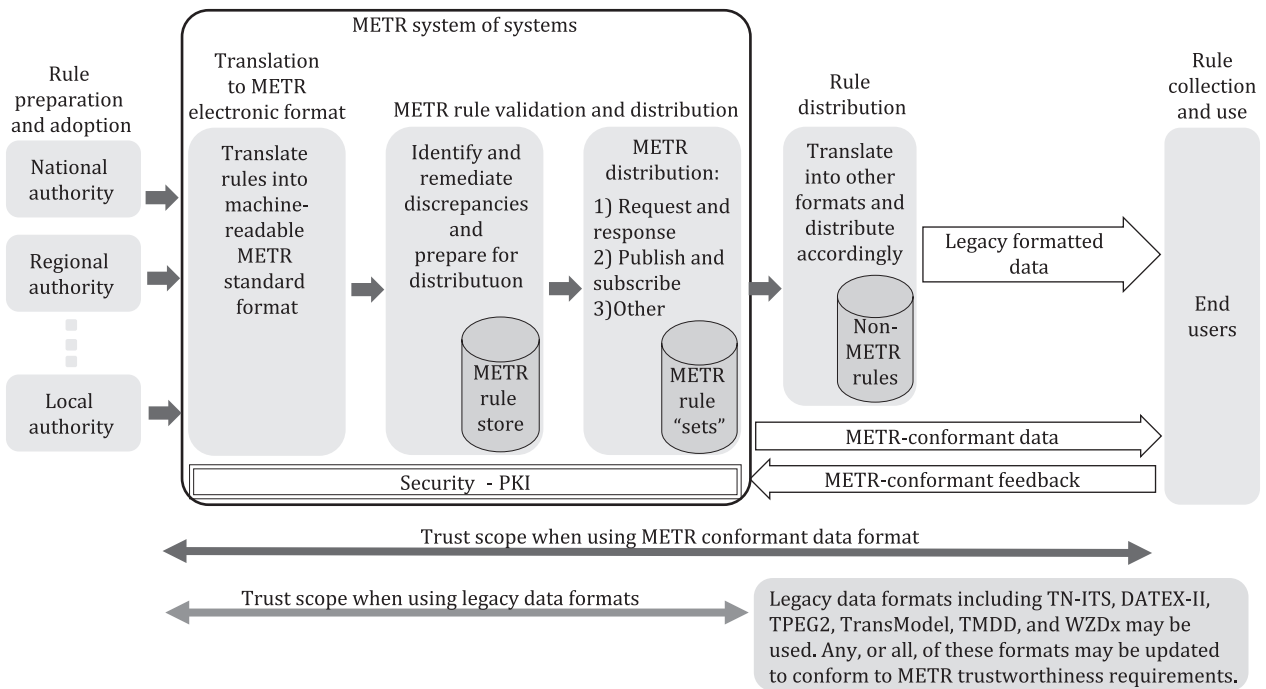 METR system of systems
Rule
preparation
and adoption
National
authority
Regional
authority
Local
authority
Translation
to METR
electronic format
Translate
rules into
machine-
readable
METR
standard
format
METR rule validation and distribution
Identify and
remediate
discrepancies
and
prepare for
distributuon
METR
rule
store
METR
distribution:
1) Request and
response
2) Publish and
subscribe
3)Other
METR
rule
“sets”
Security - PKI
Rule
distribution
Translate
into other
formats and
distribute
accordingly
Non-
METR
rules
Legacy formatted
data
METR-conformant data
METR-conformant feedback
Rule
collection
and use
End
users
Trust scope when using METR conformant data format
Trust scope when using legacy data formats
Legacy data formats including TN-ITS, DATEX-II,
TPEG2, TransModel, TMDD, and WZDx may be
used. Any, or all, of these formats may be updated
to conform to METR trustworthiness requirements.